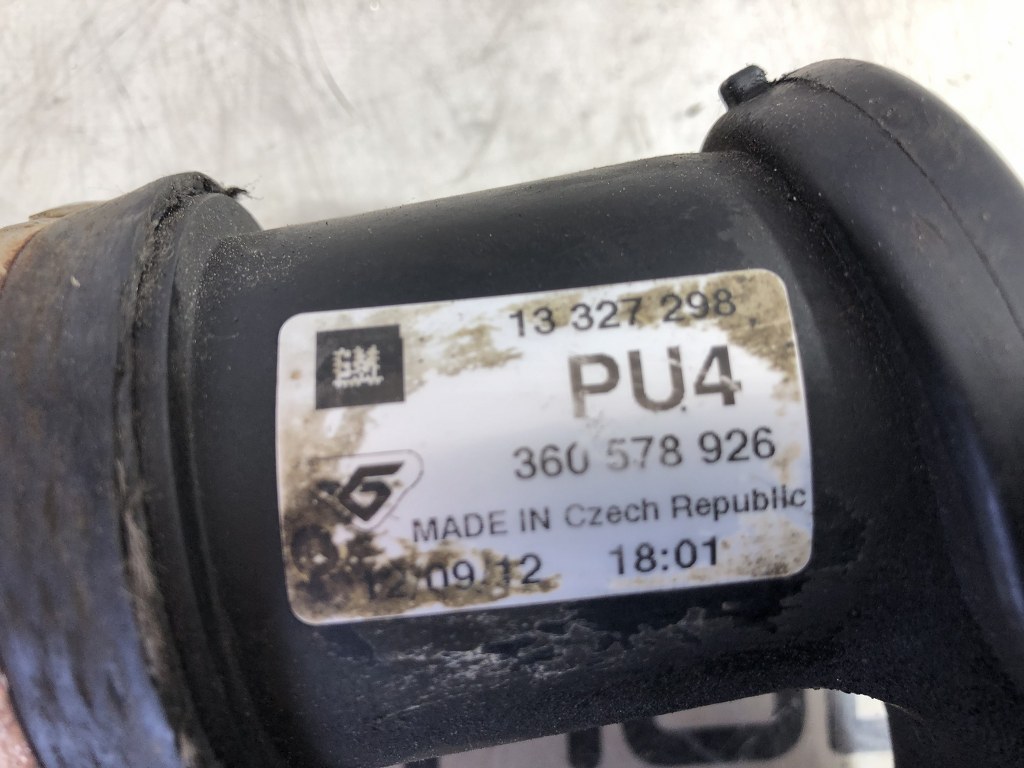 13 327 298
GM
PU4
360 578 926
MADE IN Czech Republic
12/09/12 18:01